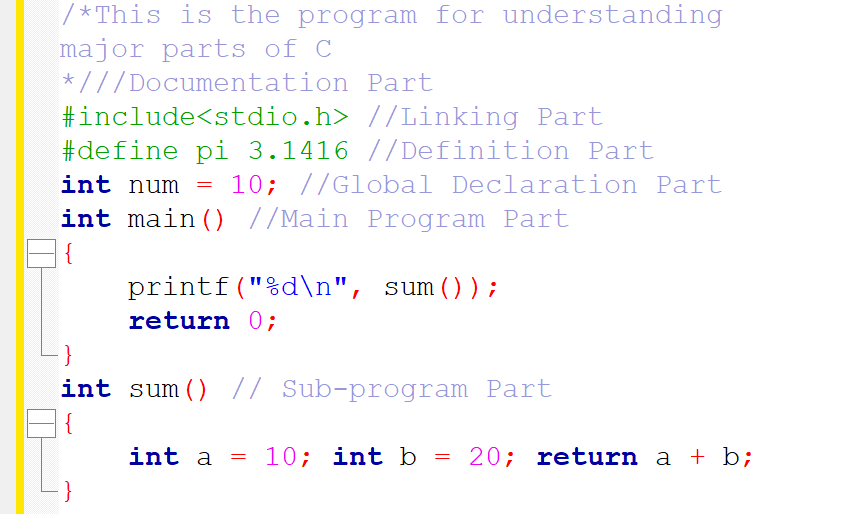 /*This is the program for understanding
major parts of C
*///Documentation Part
#include<stdio.h> //Linking Part
#define pi 3.1416 //Definition Part
int num = 10; //Global Declaration Part
int main() //Main Program Part
{
    printf("%d\n", sum());
    return 0;
}
int sum() // Sub-program Part
{
    int a = 10; int b = 20; return a + b;
}